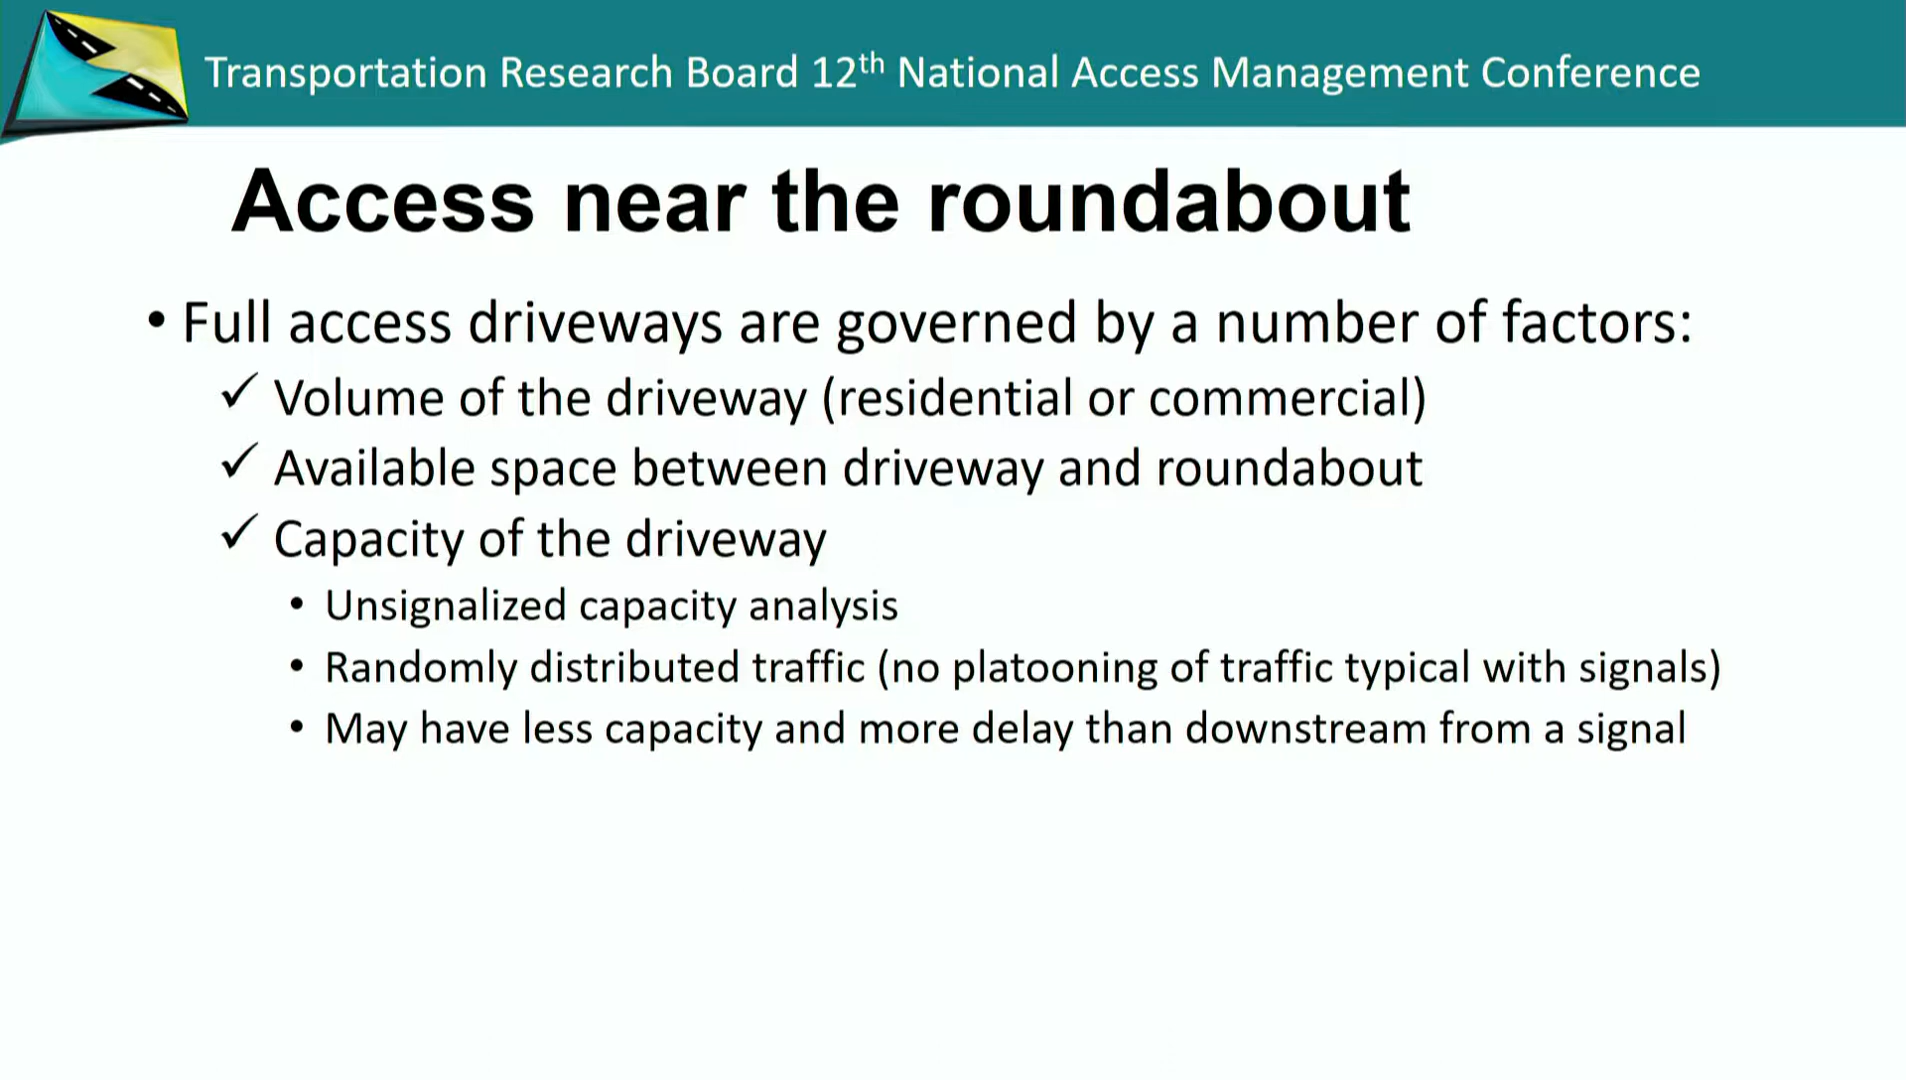 Transportation Research Board 12th National Access Management Conference
Access near the roundabout
• Full access driveways are governed by a number of factors:
✓ Volume of the driveway (residential or commercial)
✓ Available space between driveway and roundabout
✓ Capacity of the driveway
• Unsignalized capacity analysis
• Randomly distributed traffic (no platooning of traffic typical with signals)
• May have less capacity and more delay than downstream from a signal